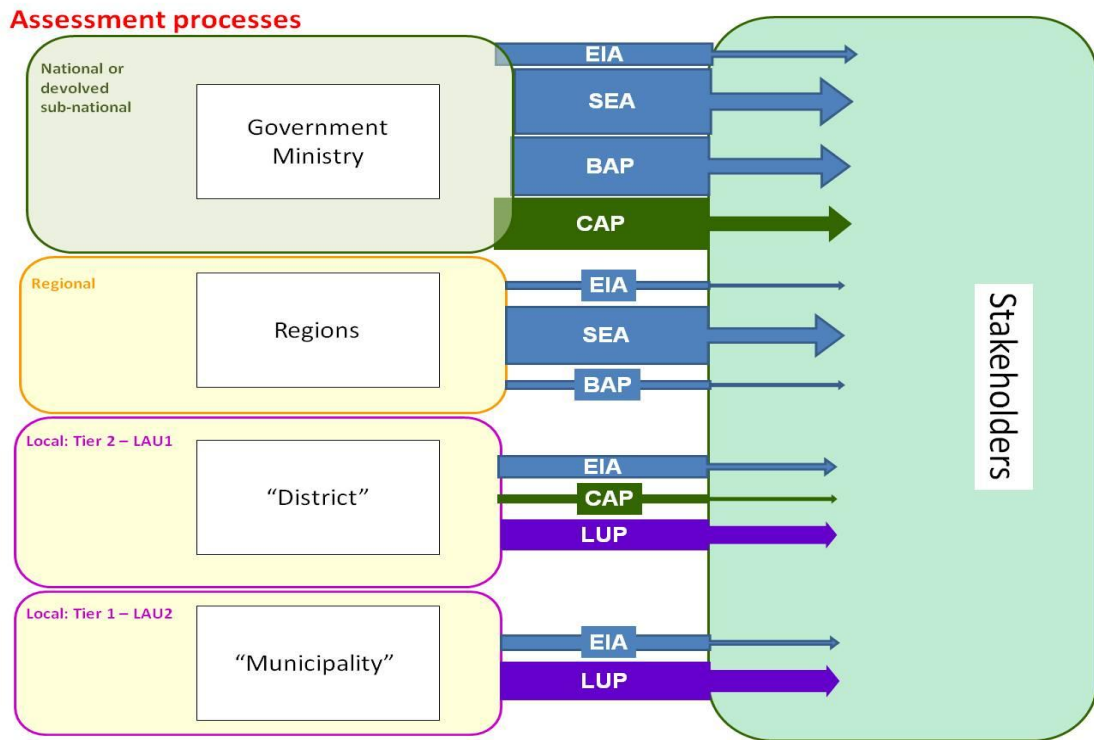 Assessment processes
National or
devolved
sub-national
Government
Ministry
EIA
SEA
BAP
CAP
Regional
Regions
EIA
SEA
BAP
Local: Tier 2 – LAU1
“District”
EIA
CAP
LUP
Local: Tier 1 – LAU2
“Municipality”
EIA
LUP
Stakeholders